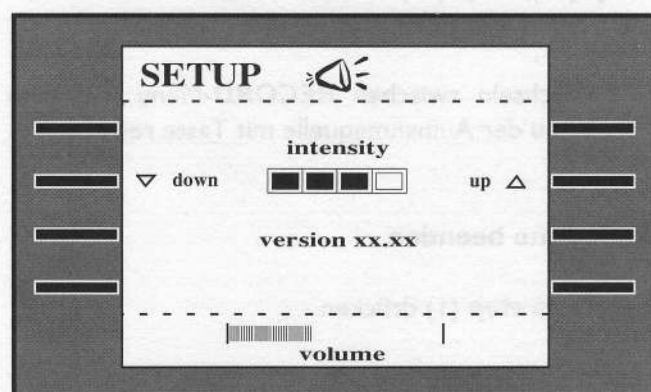 SETUP
intensity
▽ down up △
version xx.xx
volume